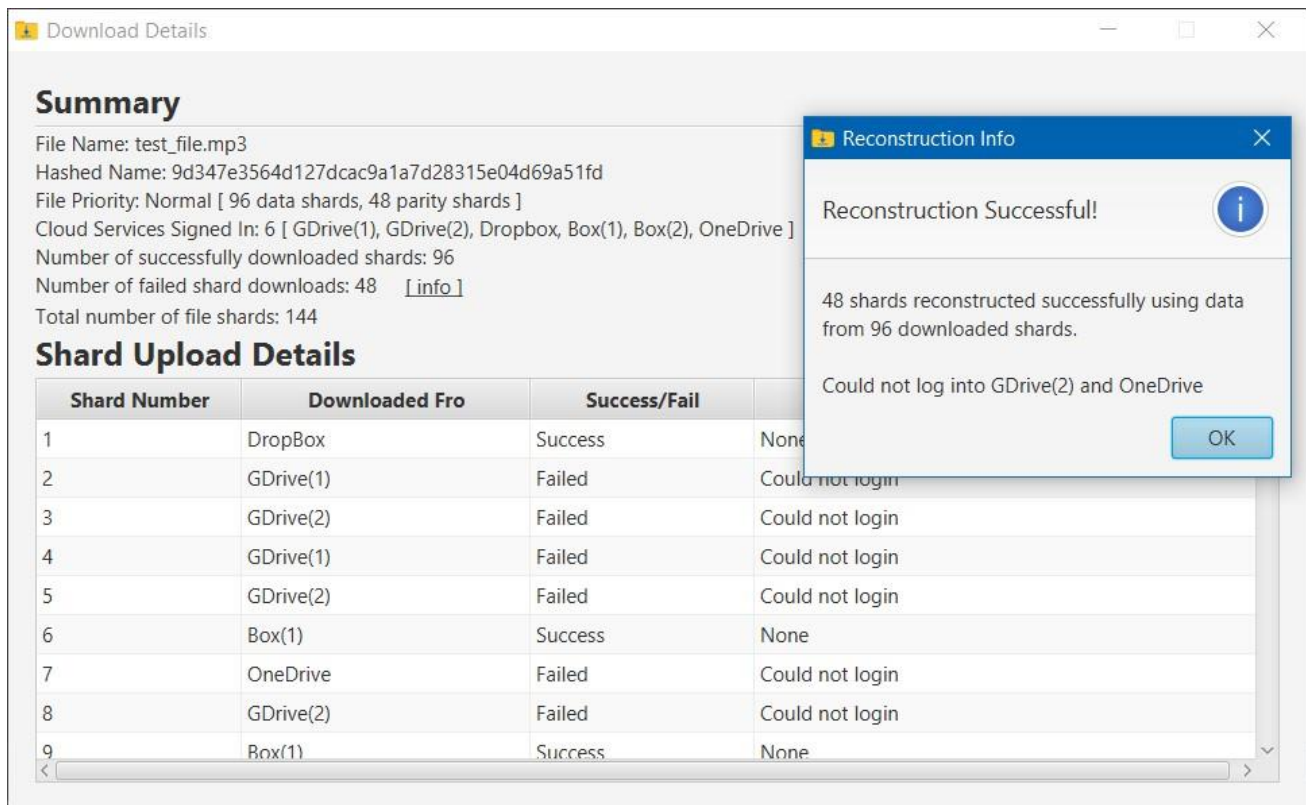 Download Details
Summary
File Name: test_file.mp3
Hashed Name: 9d347e3564d127dcac9a1a7d28315e04d69a51fd
File Priority: Normal [ 96 data shards, 48 parity shards ]
Cloud Services Signed In: 6 [ GDrive(1), GDrive(2), Dropbox, Box(1), Box(2), OneDrive ]
Number of successfully downloaded shards: 96
Number of failed shard downloads: 48 [ info ]
Total number of file shards: 144
Shard Upload Details
Shard Number Downloaded Fro Success/Fail
1 DropBox Success None
2 GDrive(1) Failed Could not login
3 GDrive(2) Failed Could not login
4 GDrive(1) Failed Could not login
5 GDrive(2) Failed Could not login
6 Box(1) Success None
7 OneDrive Failed Could not login
8 GDrive(2) Failed Could not login
9 Box(1) Success None
Reconstruction Info
Reconstruction Successful!
48 shards reconstructed successfully using data
from 96 downloaded shards.
Could not log into GDrive(2) and OneDrive
OK